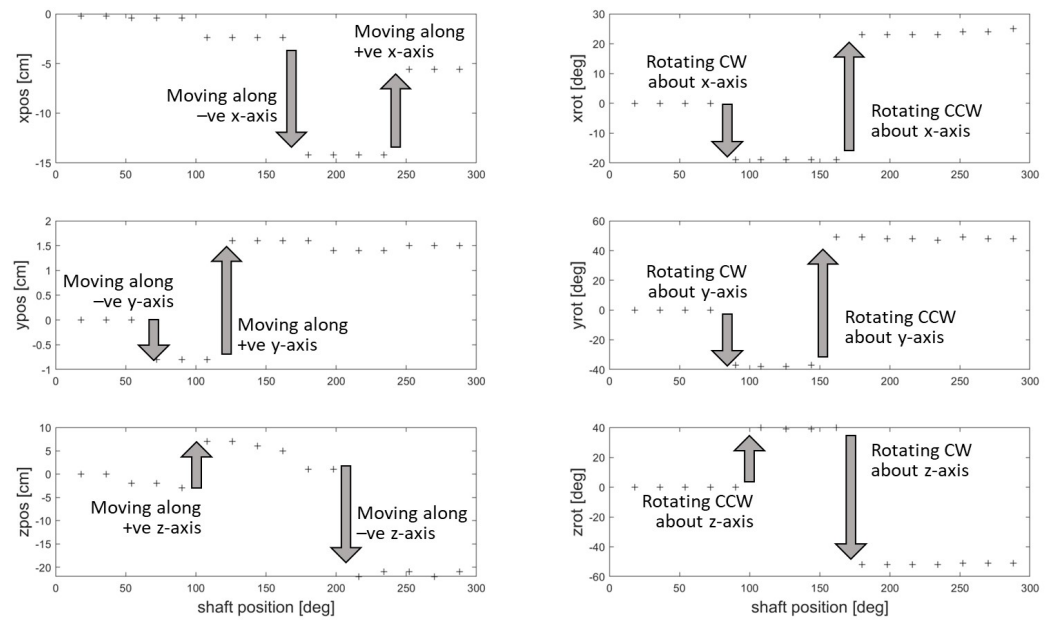 0
-5
-10
-15
xpos [cm]
0 50 100 150 200 250 300
Moving along
–ve x-axis
Moving along
+ve x-axis
30
20
10
0
-10
-20
xrot [deg]
0 50 100 150 200 250 300
Rotating CW
about x-axis
Rotating CCW
about x-axis
2
1.5
1
0.5
0
-0.5
-1
ypos [cm]
0 50 100 150 200 250 300
Moving along
–ve y-axis
Moving along
+ve y-axis
60
40
20
0
-20
-40
yrot [deg]
0 50 100 150 200 250 300
Rotating CW
about y-axis
Rotating CCW
about y-axis
10
5
0
-5
-10
-15
-20
zpos [cm]
0 50 100 150 200 250 300
shaft position [deg]
Moving along
+ve z-axis
Moving along
–ve z-axis
40
20
0
-20
-40
-60
zrot [deg]
0 50 100 150 200 250 300
shaft position [deg]
Rotating CCW
about z-axis
Rotating CW
about z-axis